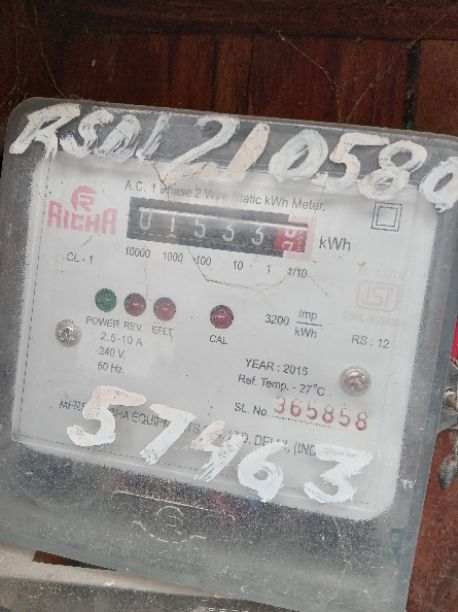 RSDL210580
A.C. 1 Phase 2 Wire Static kWh Meter.
R
RICHA
01533
kWh
CL - 1
10000 1000 100 10 1 1/10
POWER REV. EFLT
CAL
3200 Imp/kWh
ISI
RS : 12
2.5-10 A
240 V.
50 Hz.
YEAR : 2015
Ref. Temp. - 27°C
SL. No. 365858
57463